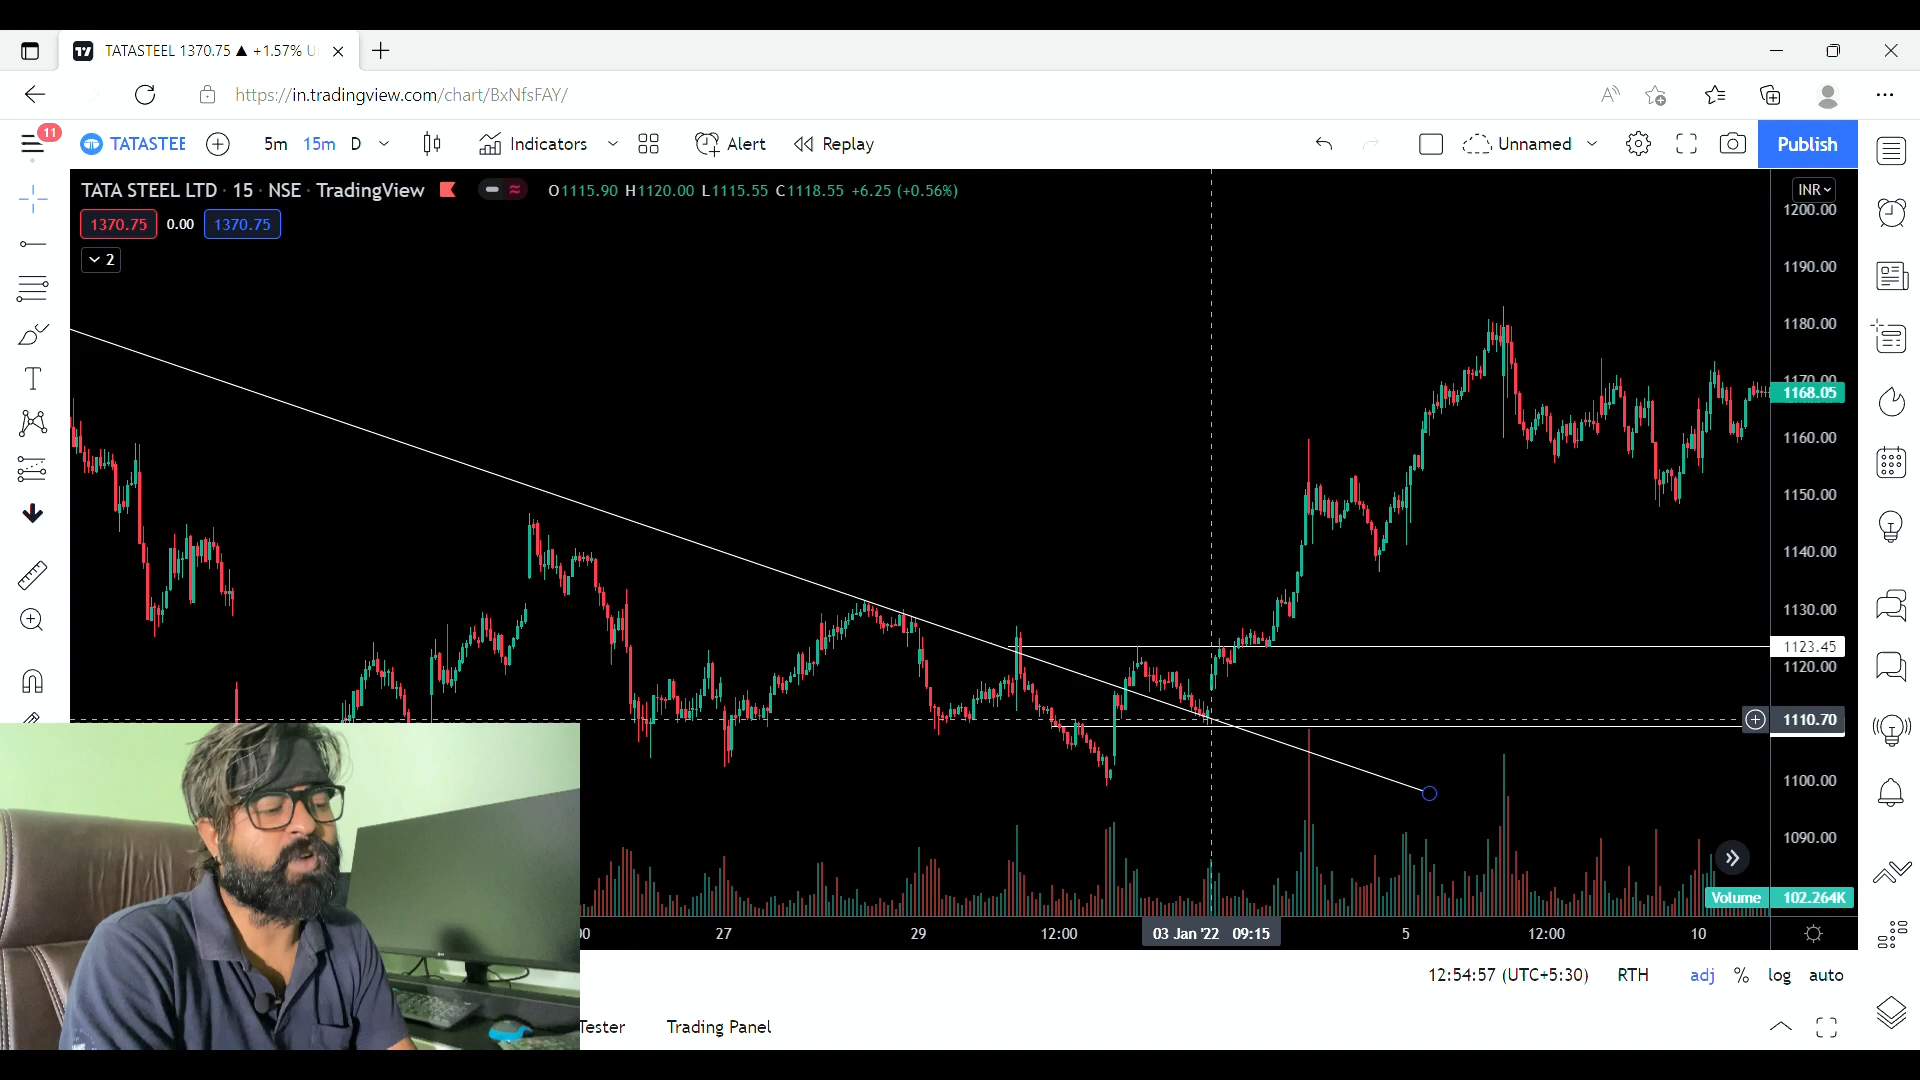 TATASTEEL 1370.75 ▲ +1.57% U
https://in.tradingview.com/chart/BxNfsFAY/
11
TATASTEE 5m 15m D Indicators Alert Replay Unnamed Publish
TATA STEEL LTD · 15 · NSE · TradingView O1115.90 H1120.00 L1115.55 C1118.55 +6.25 (+0.56%)
INR
1370.75 0.00 1370.75
2
1200.00
1190.00
1180.00
1170.00
1168.05
1160.00
1150.00
1140.00
1130.00
1123.45
1120.00
1110.70
1100.00
1090.00
Volume 102.264K
27 29 12:00 03 Jan '22 09:15 5 12:00 10
12:54:57 (UTC+5:30) RTH adj % log auto
Tester Trading Panel